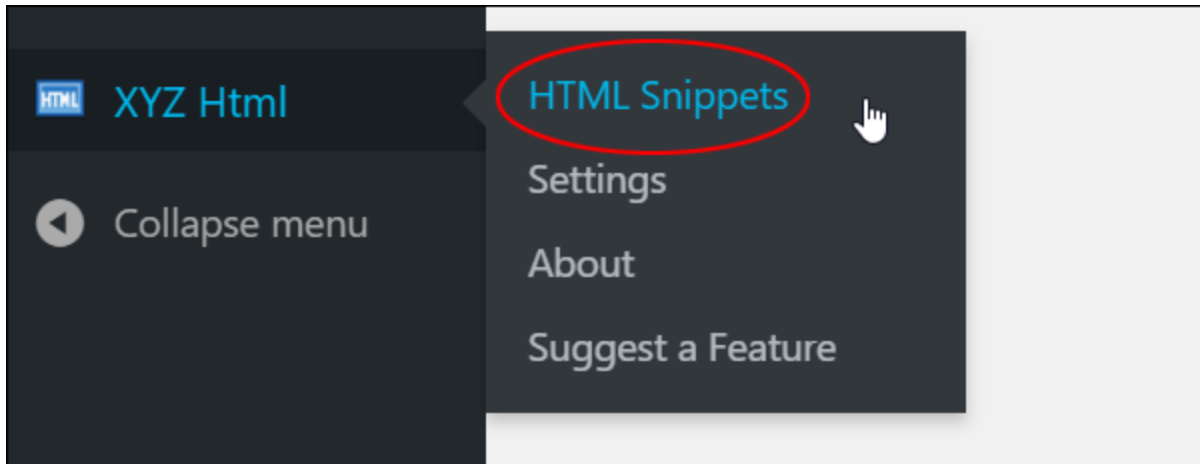 HTML
XYZ Html
HTML Snippets
Settings
Collapse menu
About
Suggest a Feature